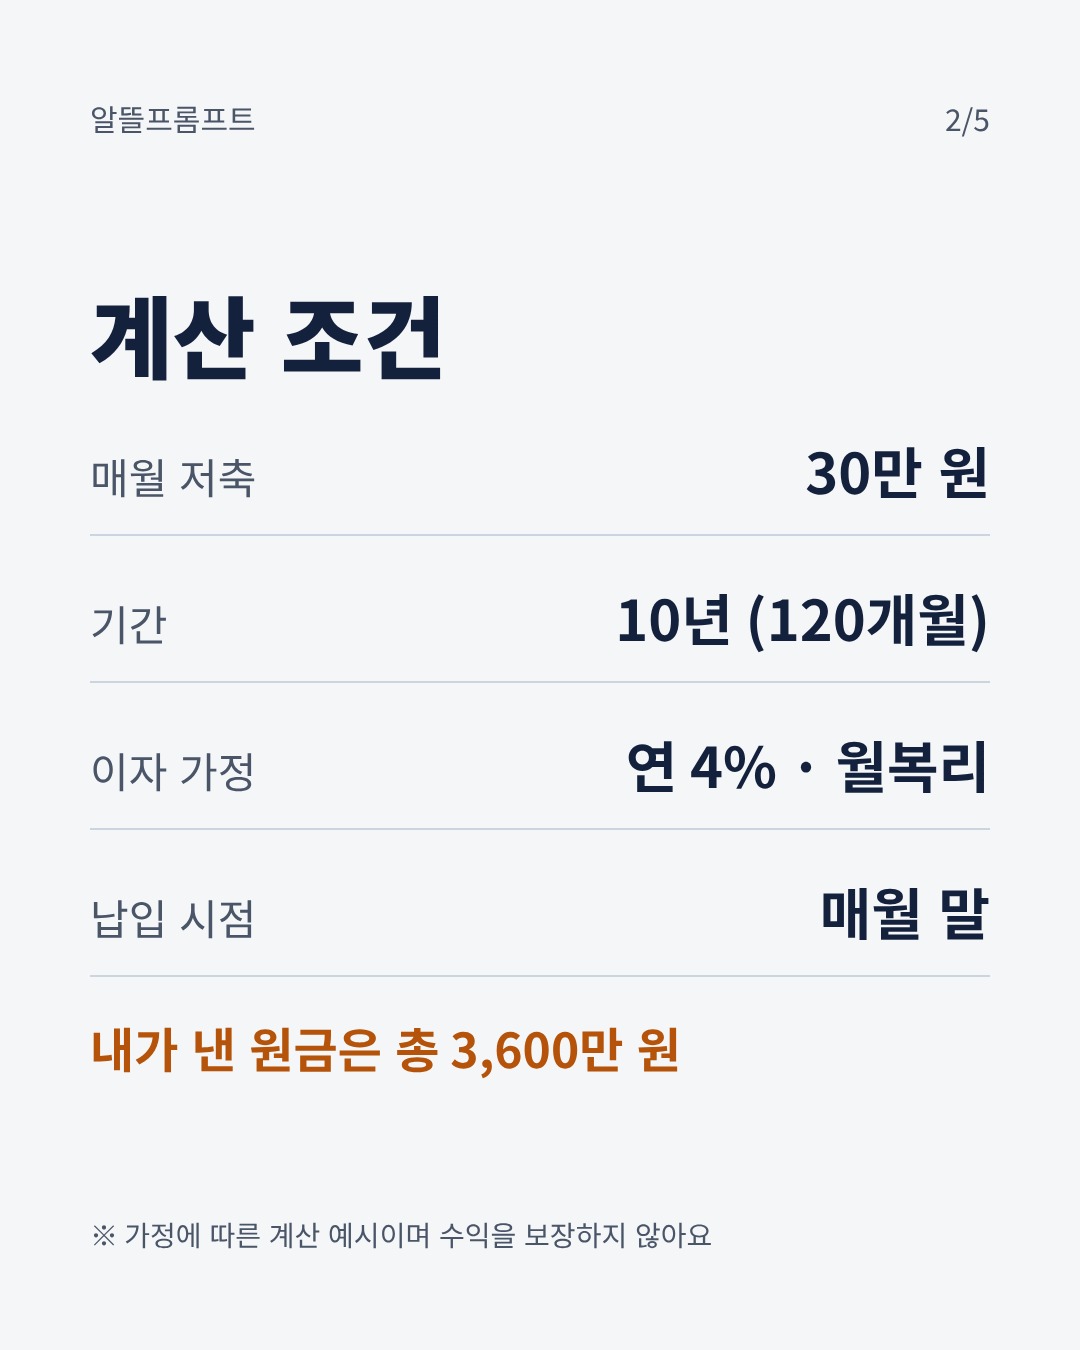 알뜰프롬프트 2/5
계산 조건
매월 저축 30만 원
기간 10년 (120개월)
이자 가정 연 4% · 월복리
납입 시점 매월 말
내가 낸 원금은 총 3,600만 원
※ 가정에 따른 계산 예시이며 수익을 보장하지 않아요